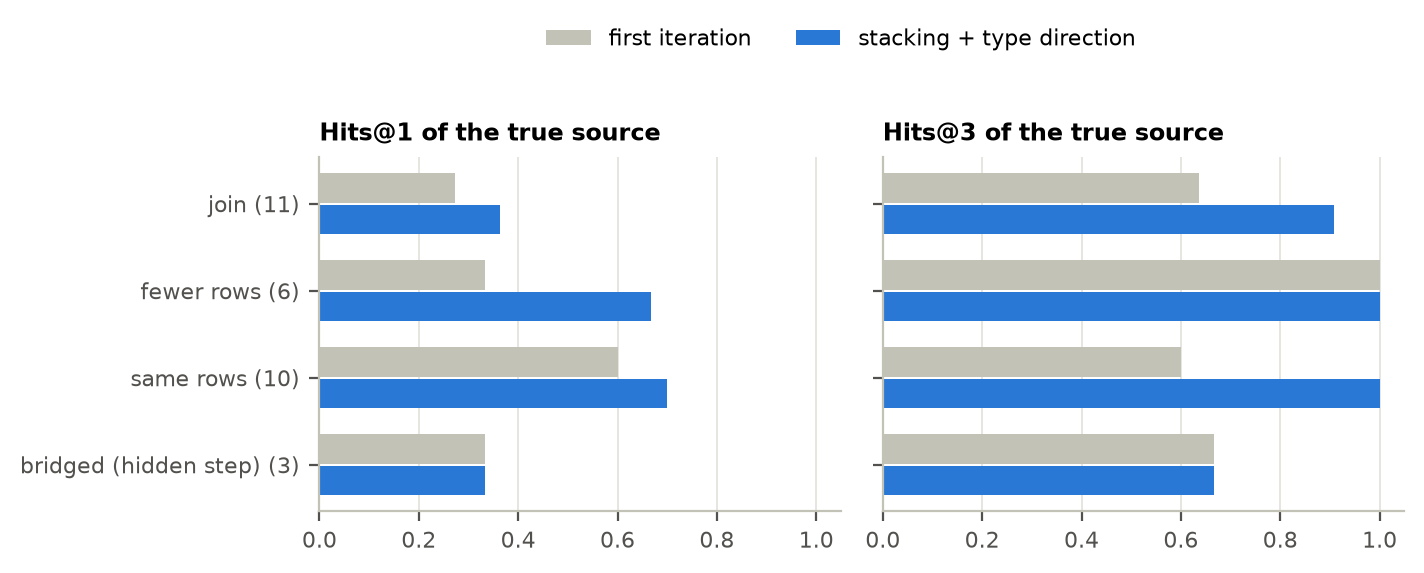 first iteration
stacking + type direction
Hits@1 of the true source
Hits@3 of the true source
join (11)
fewer rows (6)
same rows (10)
bridged (hidden step) (3)
0.0 0.2 0.4 0.6 0.8 1.0
0.0 0.2 0.4 0.6 0.8 1.0